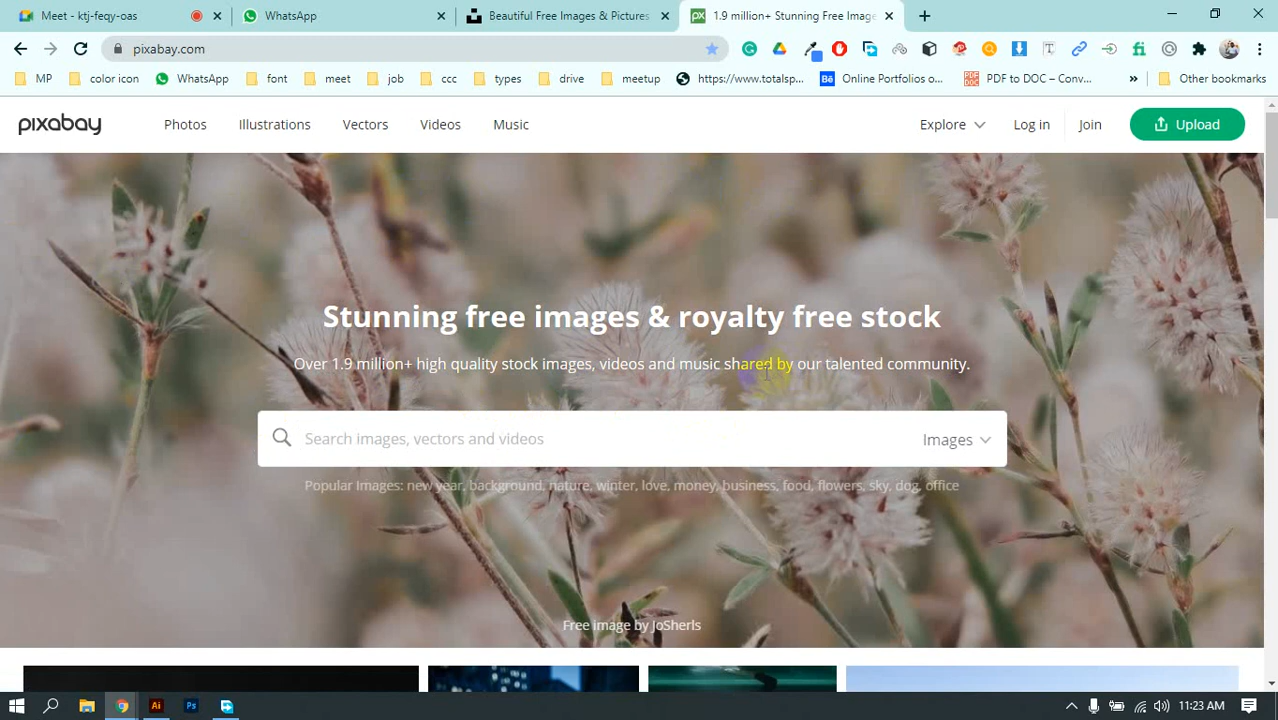 Meet - ktj-feqy-oas
WhatsApp
Beautiful Free Images & Pictures
1.9 million+ Stunning Free Image
pixabay.com
MP
color icon
WhatsApp
font
meet
job
ccc
types
drive
meetup
https://www.totalsp...
Bē
Online Portfolios o...
PDF DOC
PDF to DOC – Conv...
Other bookmarks
pixabay
Photos
Illustrations
Vectors
Videos
Music
Explore
Log in
Join
Upload
Stunning free images & royalty free stock
Over 1.9 million+ high quality stock images, videos and music shared by our talented community.
Search images, vectors and videos
Images
Popular Images: new year, background, nature, winter, love, money, business, food, flowers, sky, dog, office
Free image by JoSherls
Ai
Ps
11:23 AM